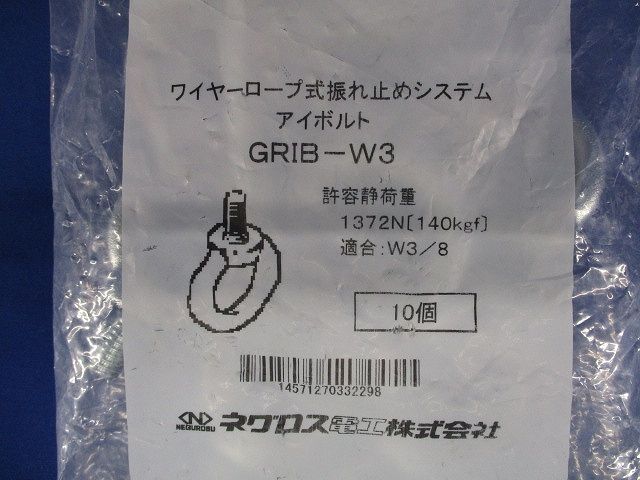 ワイヤーロープ式振れ止めシステム
アイボルト
GRIB-W3
許容静荷重
1372N[140kgf]
適合:W3/8
10個
14571270332298
N
NEGUROSU ネグロス電工株式会社